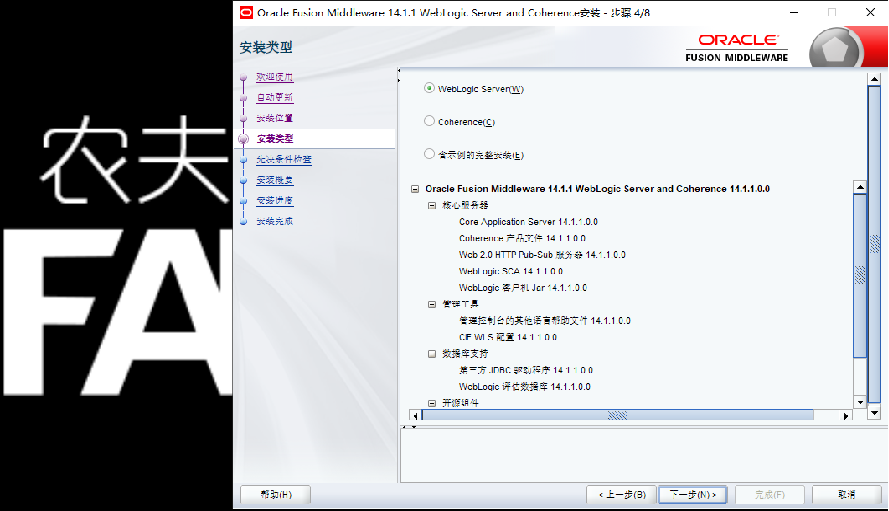 Oracle Fusion Middleware 14.1.1 WebLogic Server and Coherence安装 - 步骤 4/8
安装类型
ORACLE
FUSION MIDDLEWARE
欢迎使用
自动更新
安装位置
安装类型
先决条件检查
安装概要
安装进度
安装完成
WebLogic Server(W)
Coherence(C)
含示例的完整安装(E)
Oracle Fusion Middleware 14.1.1 WebLogic Server and Coherence 14.1.1.0.0
核心服务器
Core Application Server 14.1.1.0.0
Coherence 产品文件 14.1.1.0.0
Web 2.0 HTTP Pub-Sub 服务器 14.1.1.0.0
WebLogic SCA 14.1.1.0.0
WebLogic 客户机 Jar 14.1.1.0.0
管理工具
管理控制台的其他语言帮助文件 14.1.1.0.0
CIE WLS 配置 14.1.1.0.0
数据库支持
第三方 JDBC 驱动程序 14.1.1.0.0
WebLogic 评估数据库 14.1.1.0.0
开源组件
农夫
FA
帮助(H)
< 上一步(B)
下一步(N) >
完成(F)
取消